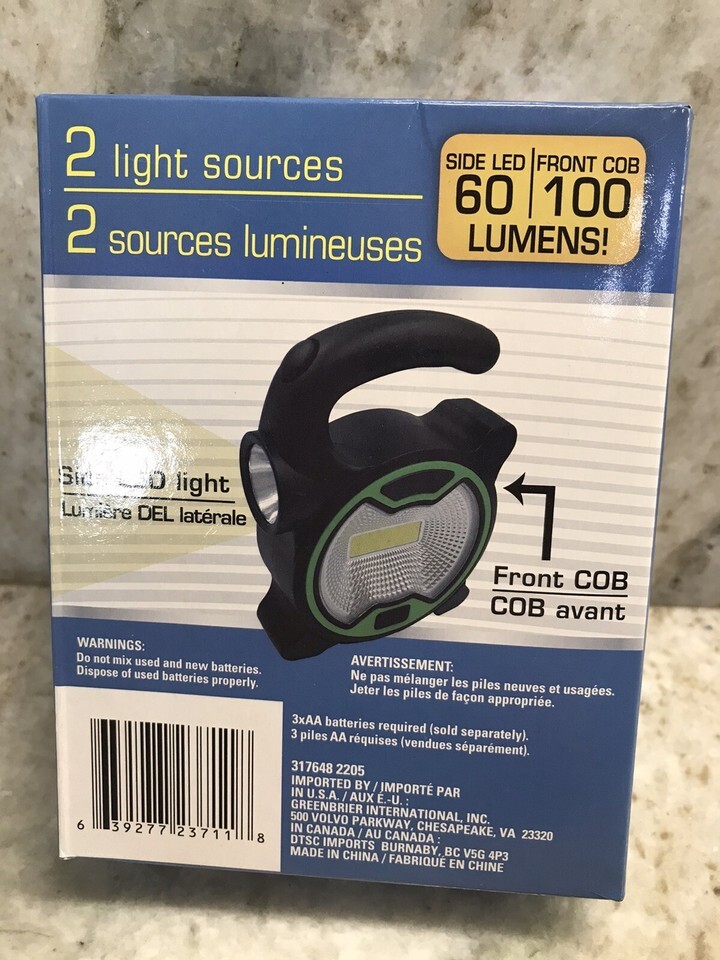 2 light sources
2 sources lumineuses
SIDE LED | FRONT COB
60 | 100
LUMENS!
Side LED light
Lumière DEL latérale
Front COB
COB avant
WARNINGS:
Do not mix used and new batteries.
Dispose of used batteries properly.
AVERTISSEMENT:
Ne pas mélanger les piles neuves et usagées.
Jeter les piles de façon appropriée.
3xAA batteries required (sold separately).
3 piles AA réquises (vendues séparément).
317648 2205
IMPORTED BY / IMPORTÉ PAR
IN U.S.A. / AUX É.-U. :
GREENBRIER INTERNATIONAL, INC.
500 VOLVO PARKWAY, CHESAPEAKE, VA 23320
IN CANADA / AU CANADA :
DTSC IMPORTS BURNABY, BC V5G 4P3
MADE IN CHINA / FABRIQUÉ EN CHINE
6 39277 23711 8